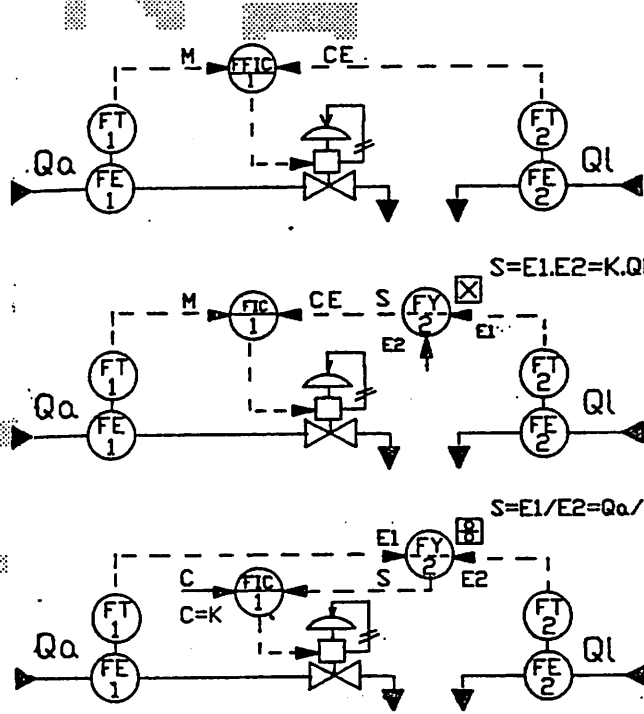 M CE
FFIC 1
FT 1
FT 2
Qa
Ql
FE 1
FE 2
S=E1.E2=K.Ql
M CE S
FIC 1
FY 2
E2
E1
FT 1
FT 2
Qa
Ql
FE 1
FE 2
S=E1/E2=Qa/
E1
FY 2
C
FIC 1
S
E2
C=K
FT 1
FT 2
Qa
Ql
FE 1
FE 2